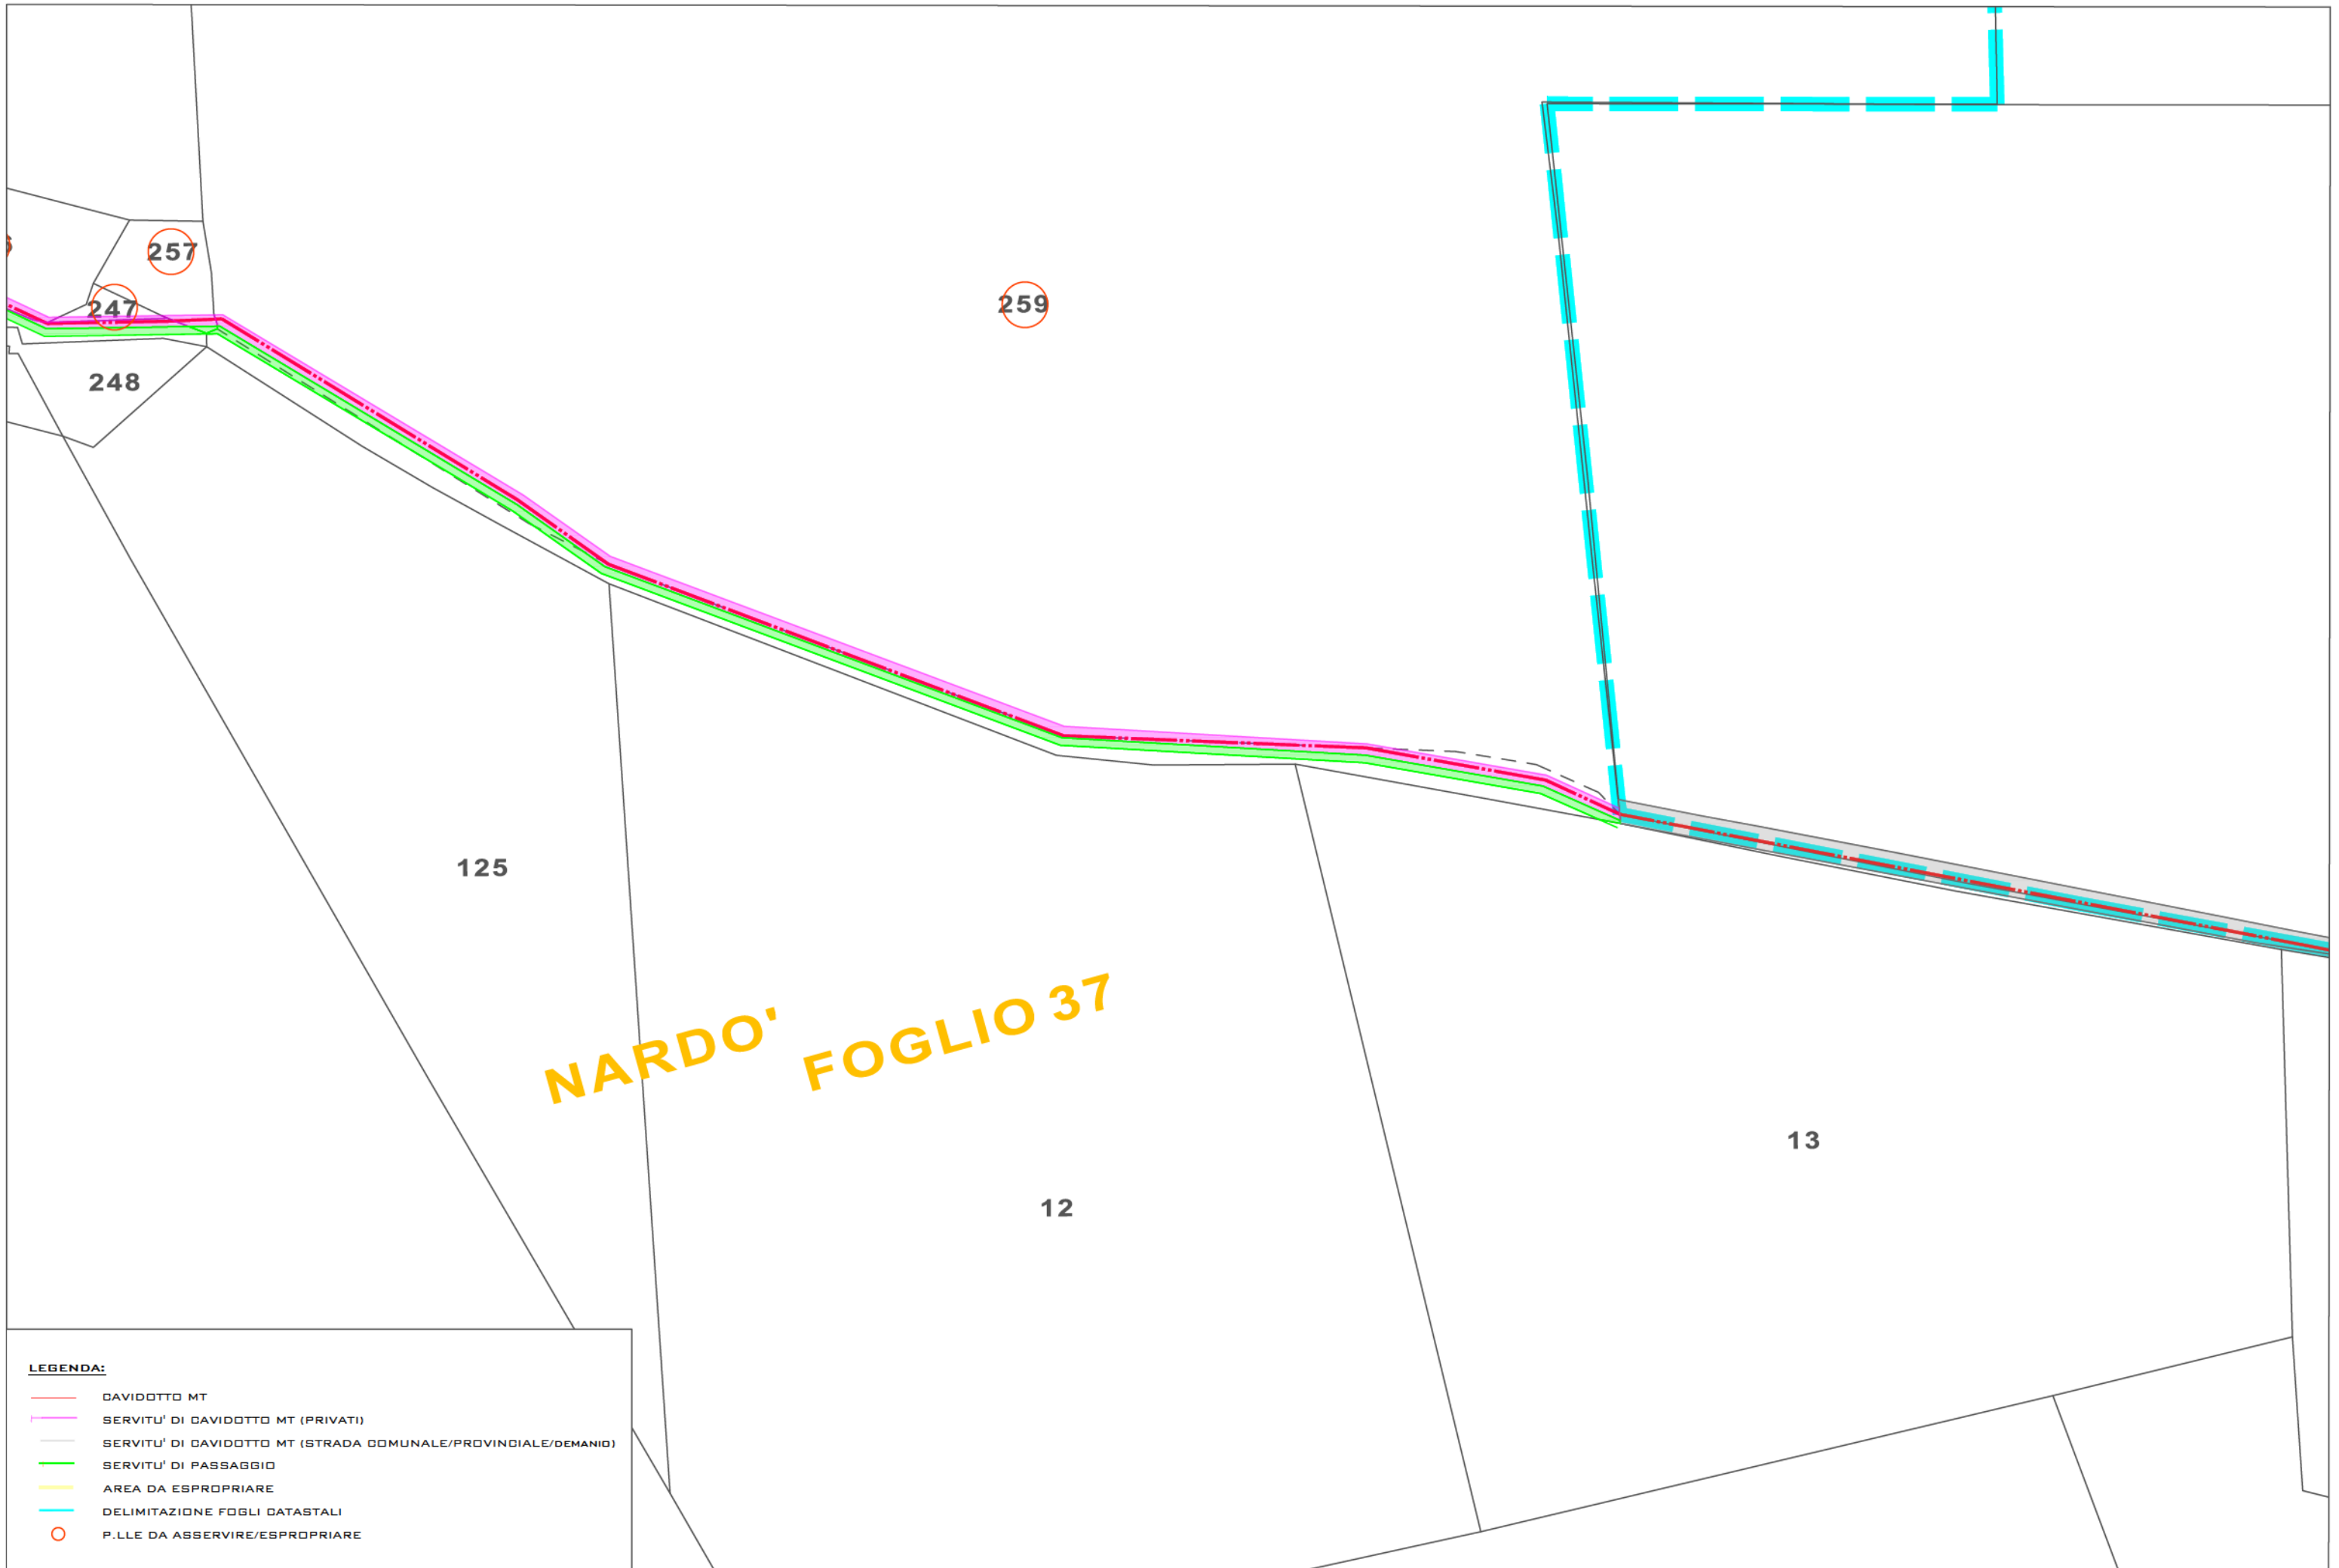 257
247
259
248
125
NARDO' FOGLIO 37
13
12
LEGENDA:
CAVIDOTTO MT
SERVITU' DI CAVIDOTTO MT (PRIVATI)
SERVITU' DI CAVIDOTTO MT (STRADA COMUNALE/PROVINCIALE/DEMANIO)
SERVITU' DI PASSAGGIO
AREA DA ESPROPRIARE
DELIMITAZIONE FOGLI CATASTALI
P.LLE DA ASSERVIRE/ESPROPRIARE